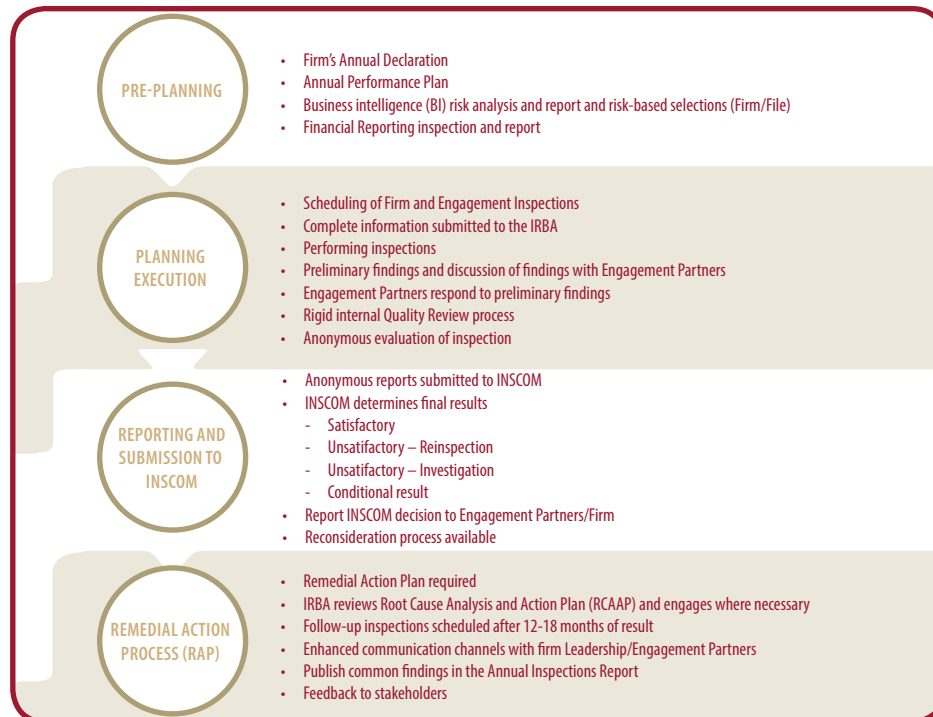 PRE-PLANNING
• Firm's Annual Declaration
• Annual Performance Plan
• Business intelligence (BI) risk analysis and report and risk-based selections (Firm/File)
• Financial Reporting inspection and report
PLANNING
EXECUTION
• Scheduling of Firm and Engagement Inspections
• Complete information submitted to the IRBA
• Performing inspections
• Preliminary findings and discussion of findings with Engagement Partners
• Engagement Partners respond to preliminary findings
• Rigid internal Quality Review process
• Anonymous evaluation of inspection
REPORTING AND
SUBMISSION TO
INSCOM
• Anonymous reports submitted to INSCOM
• INSCOM determines final results
- Satisfactory
- Unsatifactory – Reinspection
- Unsatifactory – Investigation
- Conditional result
• Report INSCOM decision to Engagement Partners/Firm
• Reconsideration process available
REMEDIAL ACTION
PROCESS (RAP)
• Remedial Action Plan required
• IRBA reviews Root Cause Analysis and Action Plan (RCAAP) and engages where necessary
• Follow-up inspections scheduled after 12-18 months of result
• Enhanced communication channels with firm Leadership/Engagement Partners
• Publish common findings in the Annual Inspections Report
• Feedback to stakeholders